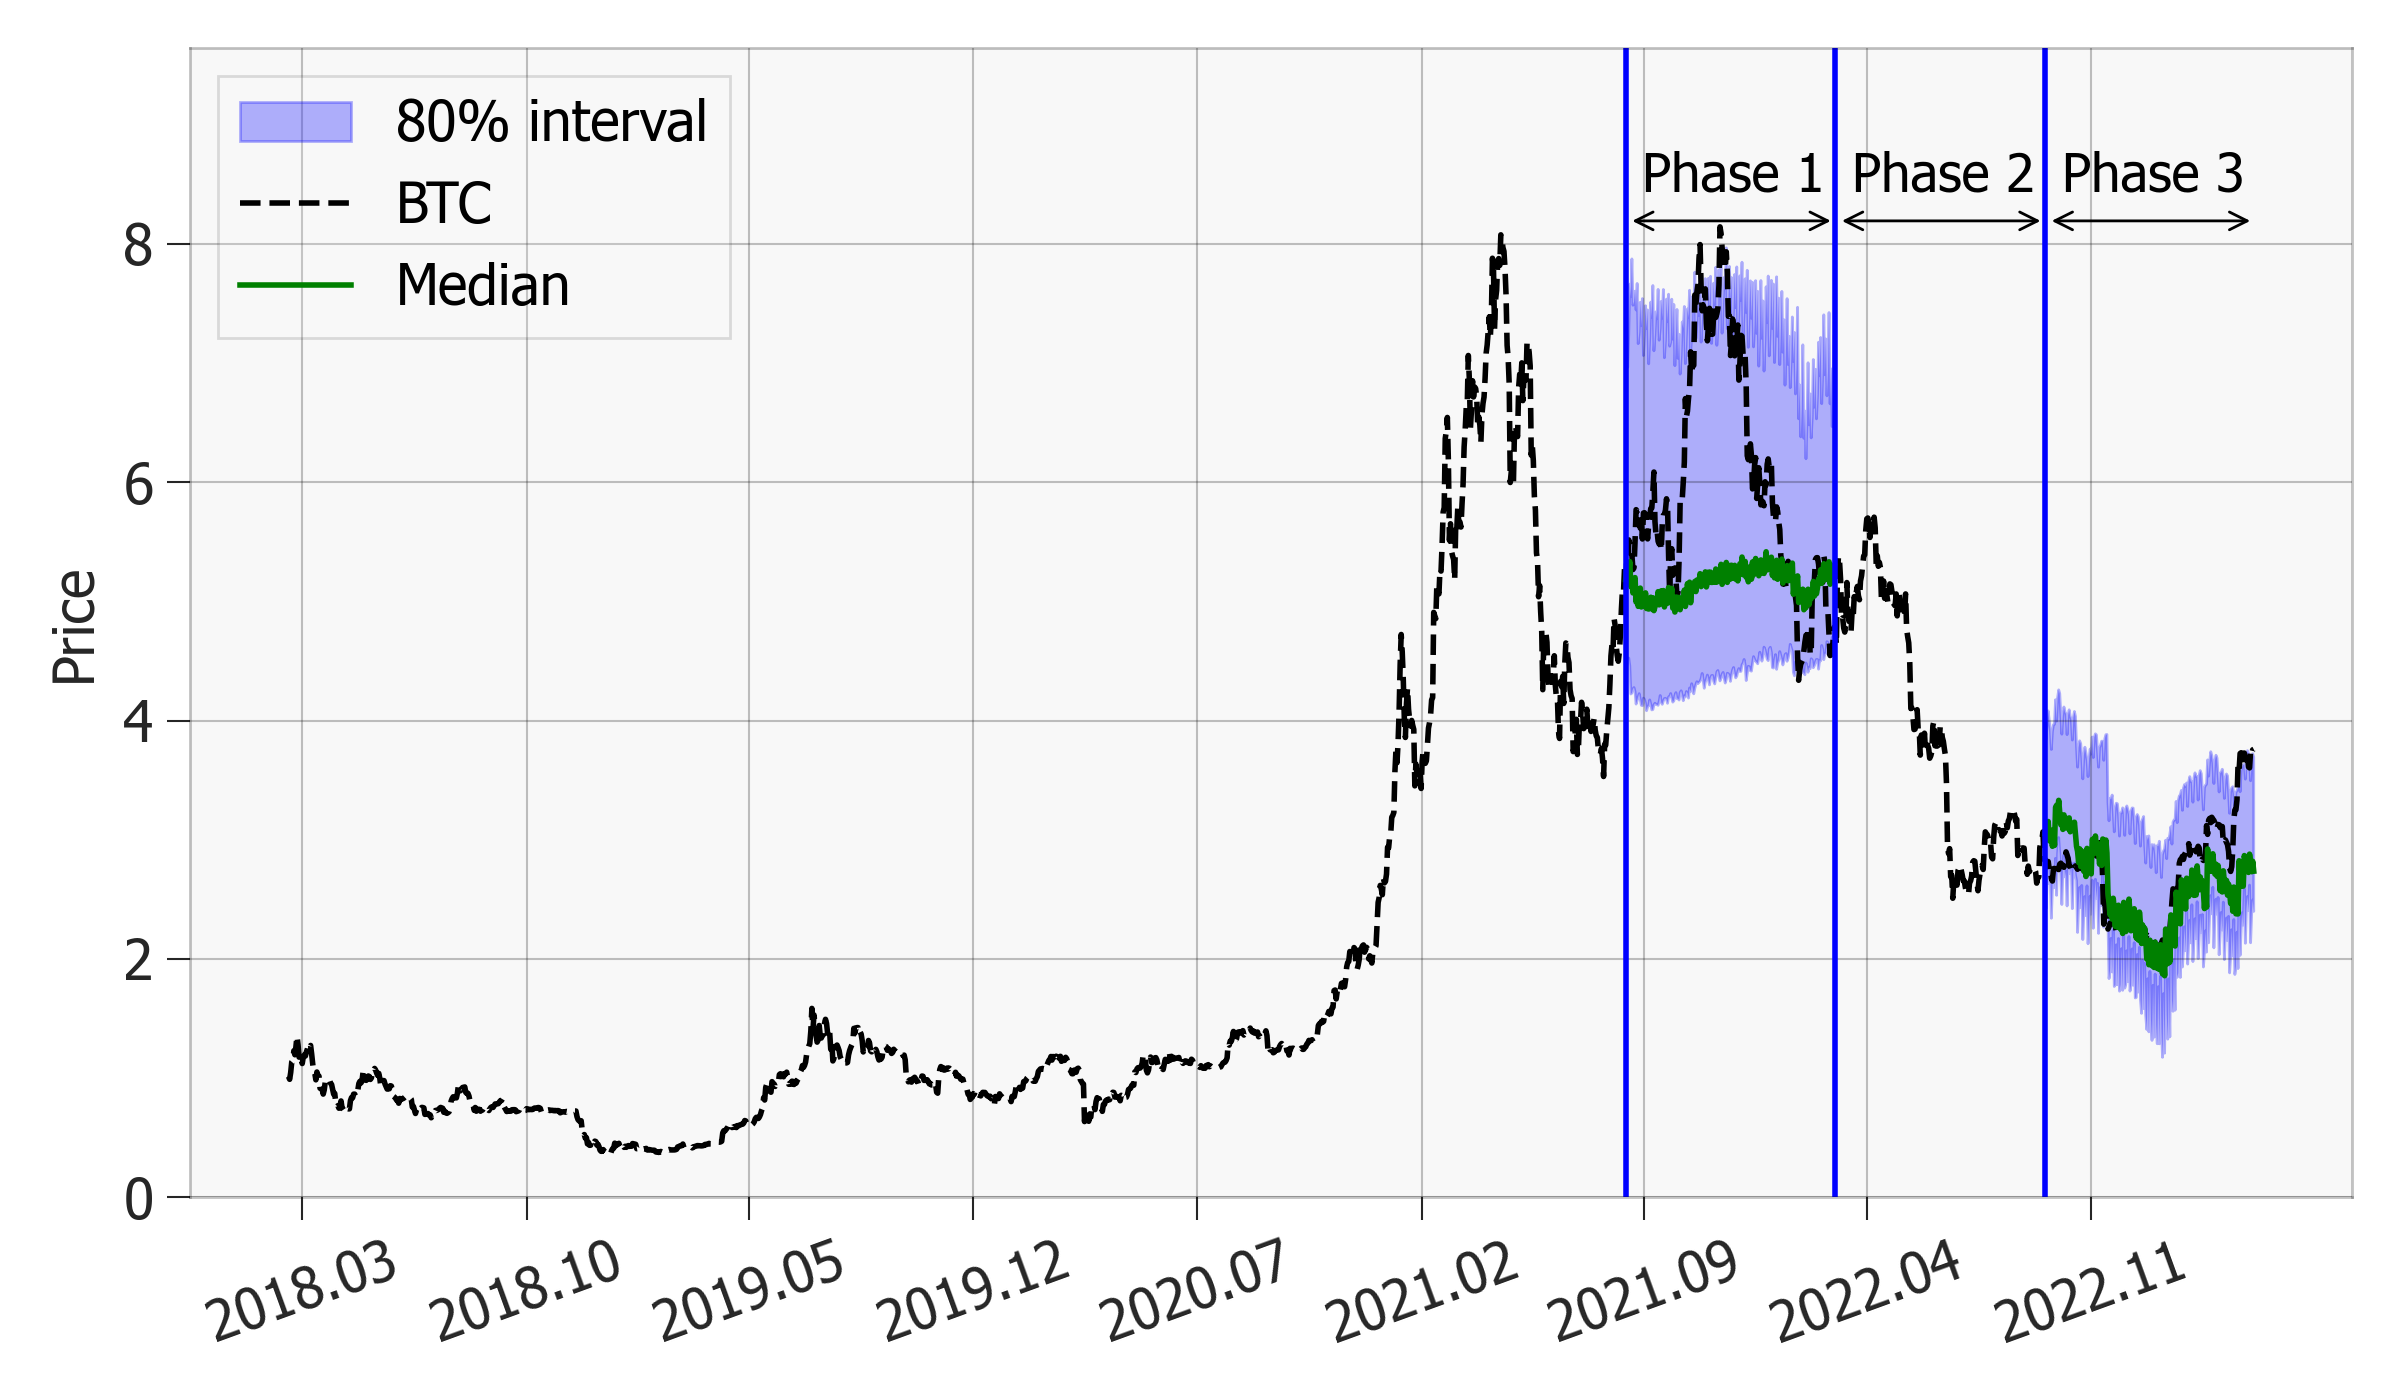 80% interval
BTC
Median
Phase 1
Phase 2
Phase 3
Price
8
6
4
2
0
2018.03
2018.10
2019.05
2019.12
2020.07
2021.02
2021.09
2022.04
2022.11